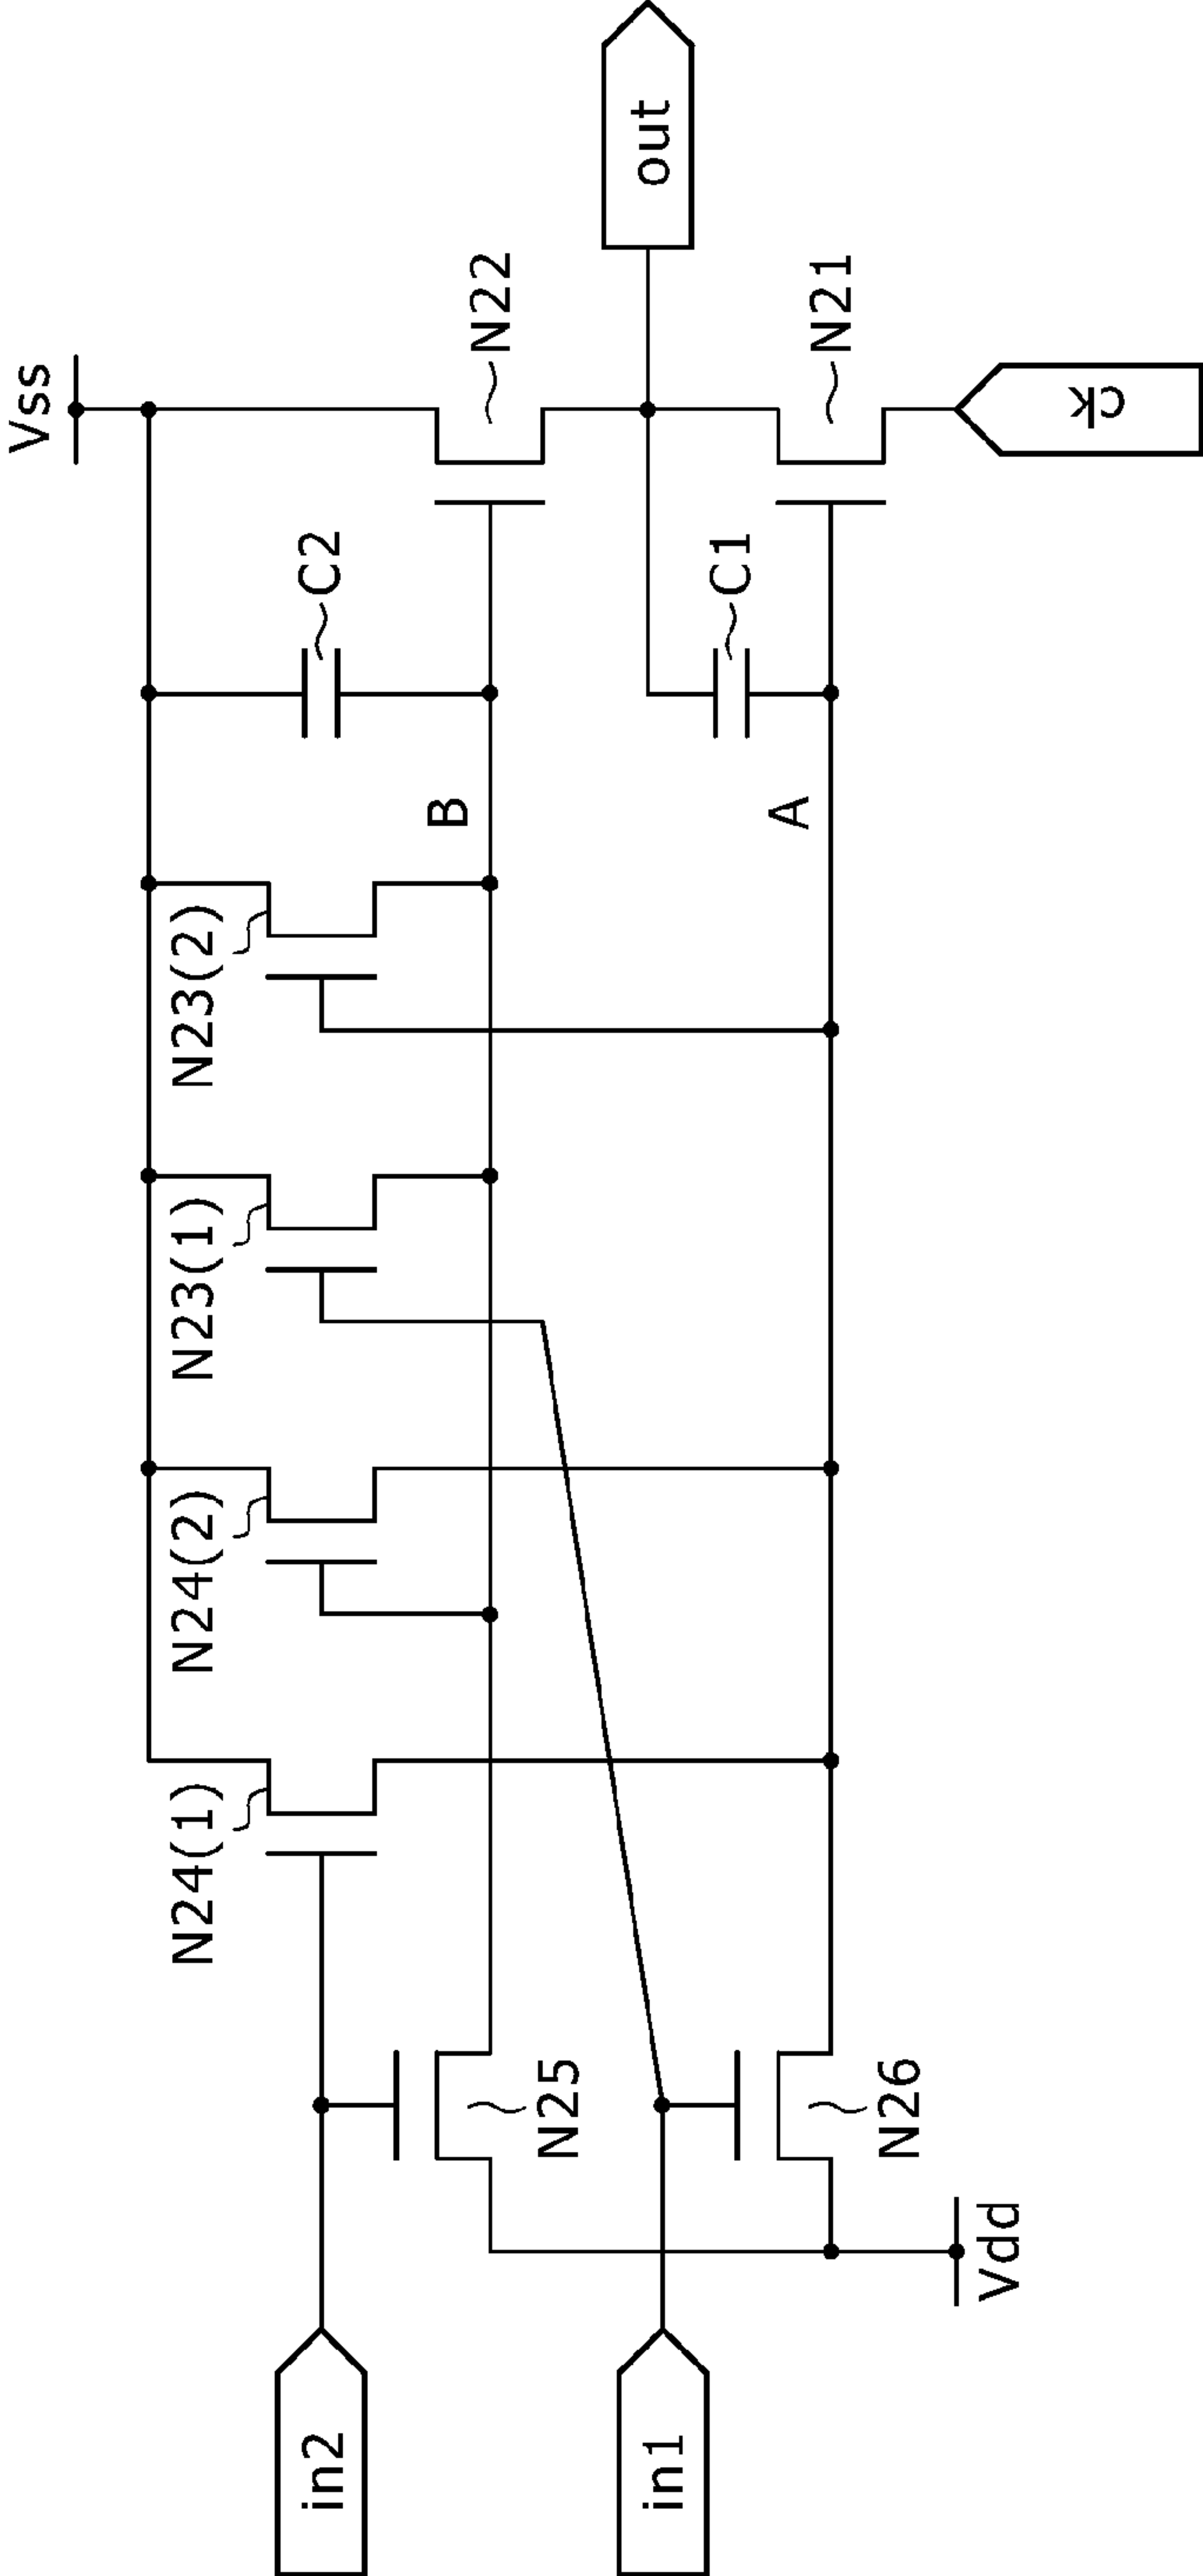 Vss
out
N22
N21
ck
C2
C1
B
A
N23(2)
N23(1)
N24(2)
N24(1)
N25
N26
Vdd
in2
in1